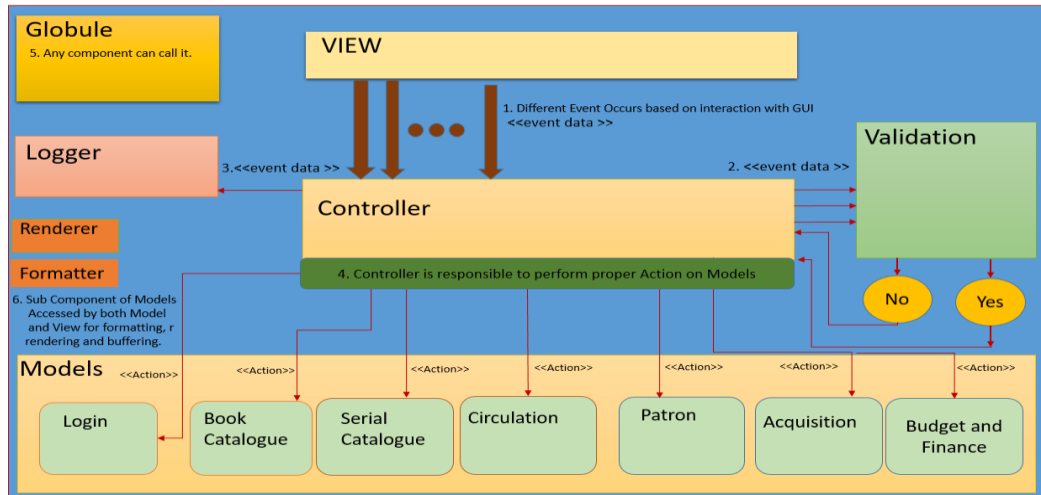 Globule
5. Any component can call it.
VIEW
1. Different Event Occurs based on interaction with GUI
<<event data >>
Logger
3.<<event data >>
2. <<event data >>
Validation
Controller
Renderer
Formatter
4. Controller is responsible to perform proper Action on Models
No
Yes
6. Sub Component of Models
Accessed by both Model
and View for formatting, r
rendering and buffering.
Models
<<Action>>
<<Action>>
<<Action>>
<<Action>>
<<Action>>
<<Action>>
<<Action>>
Login
Book
Catalogue
Serial
Catalogue
Circulation
Patron
Acquisition
Budget and
Finance